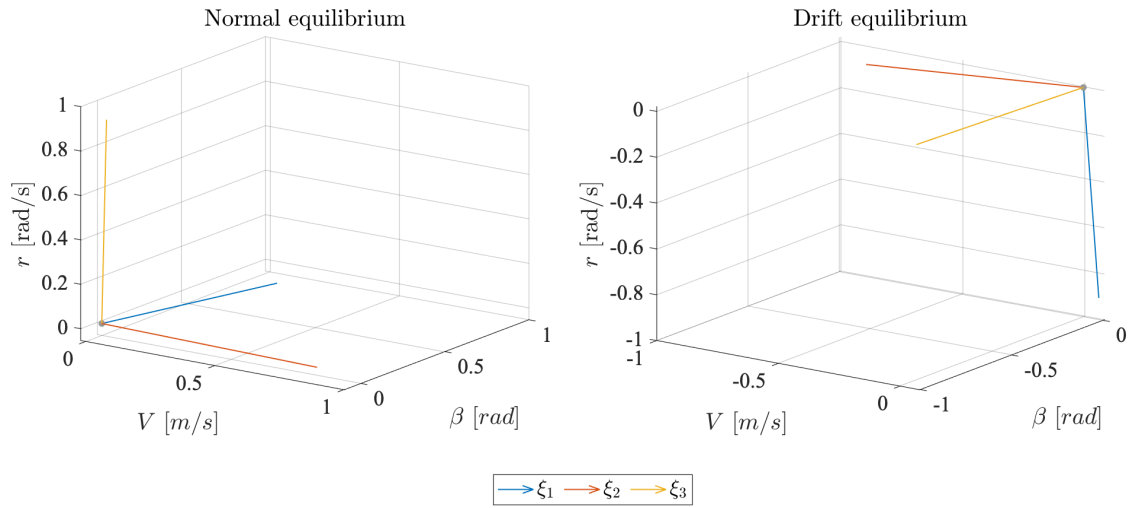 Normal equilibrium
1
0.8
0.6
0.4
0.2
0
r [rad/s]
0
0.5
1
V [m/s]
0
0.5
1
β [rad]
Drift equilibrium
0
-0.2
-0.4
-0.6
-0.8
-1
r [rad/s]
-1
-0.5
0
V [m/s]
-1
-0.5
0
β [rad]
ξ₁ ξ₂ ξ₃